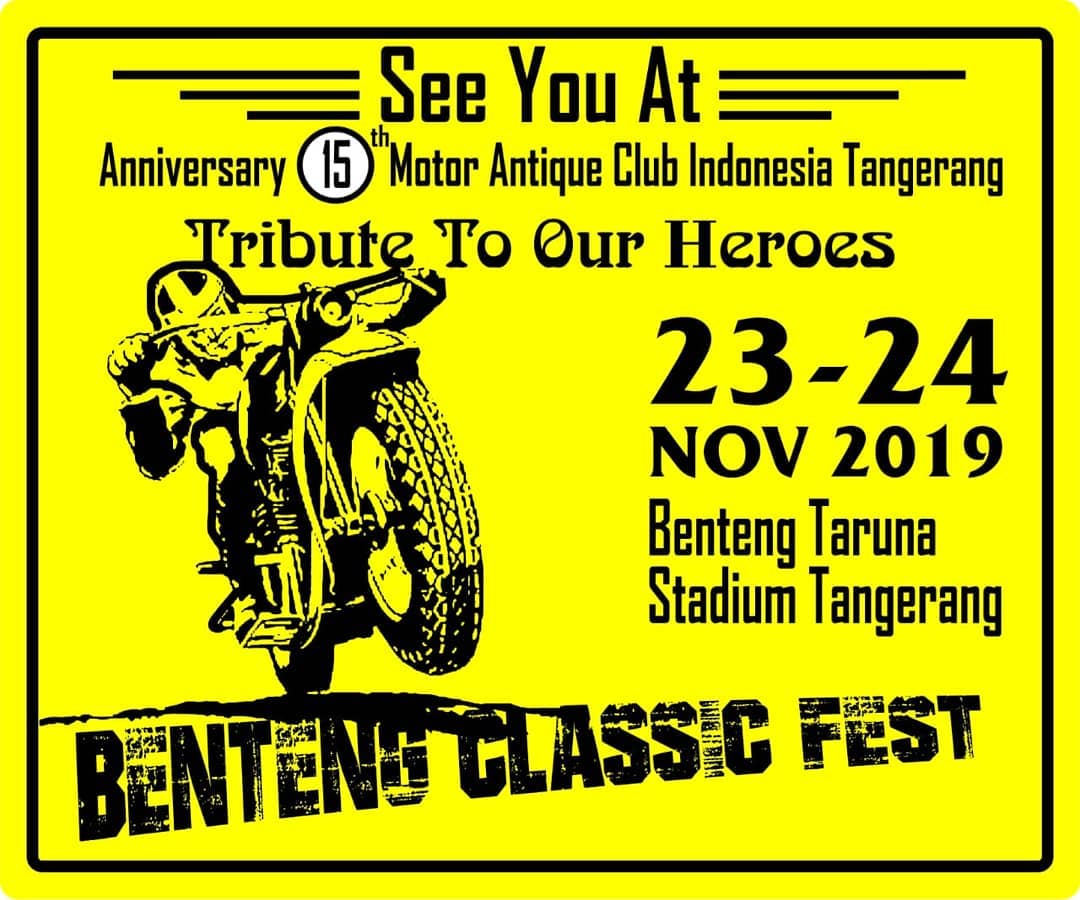 See You At
Anniversary 15th Motor Antique Club Indonesia Tangerang
Tribute To Our Heroes
23-24
NOV 2019
Benteng Taruna
Stadium Tangerang
BENTENG CLASSIC FEST